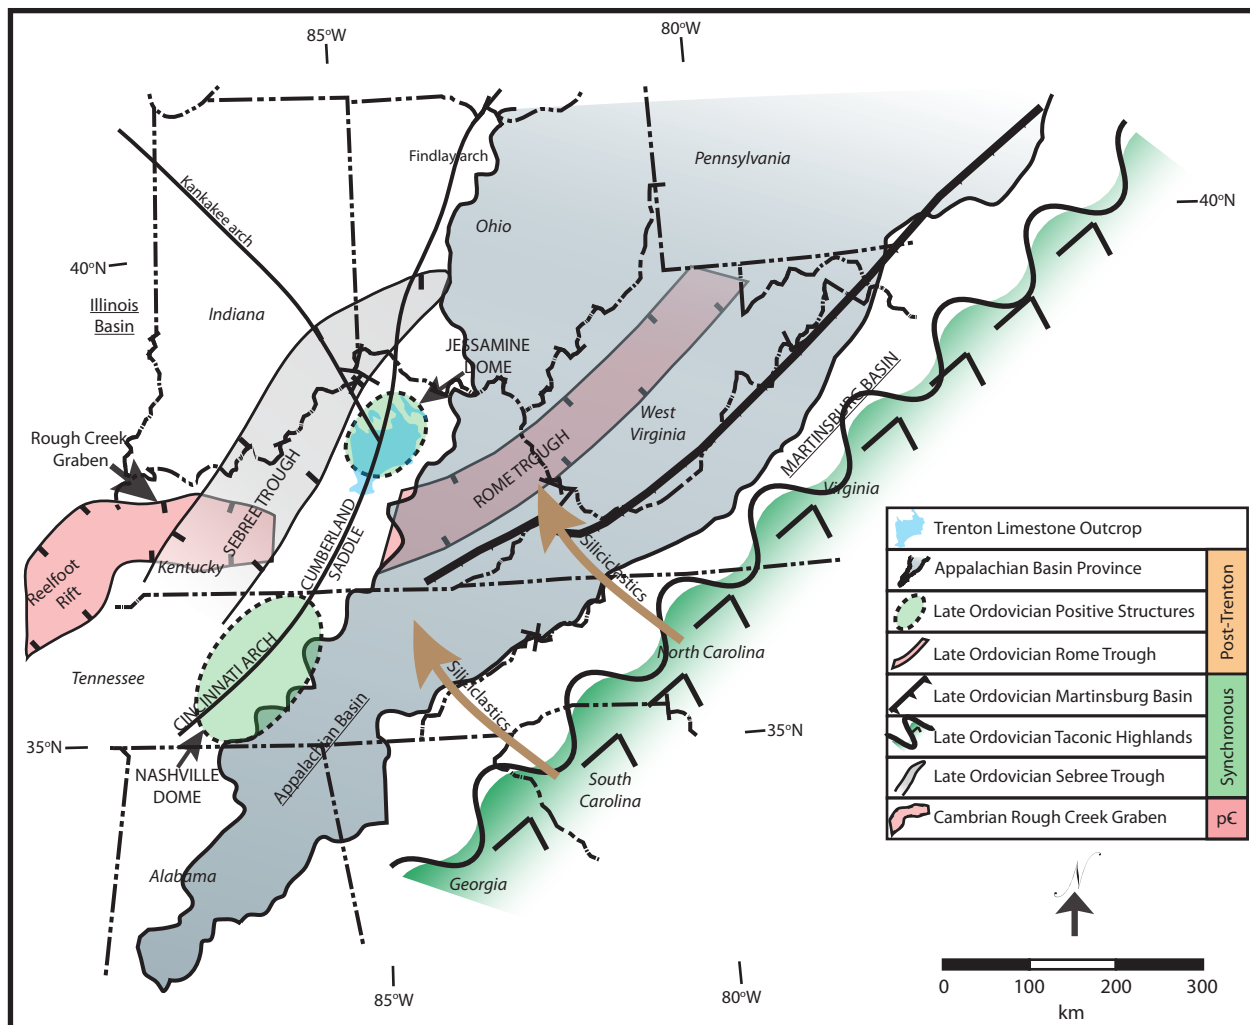 85°W
80°W
Findlay arch
Pennsylvania
Kankakee arch
40°N
Ohio
40°N
Illinois
Basin
Indiana
JESSAMINE
DOME
MARTINSBURG BASIN
West
Virginia
Rough Creek
Graben
ROME TROUGH
SEBREE TROUGH
Virginia
CUMBERLAND
SADDLE
Kentucky
Reelfoot
Rift
Siliciclastics
North Carolina
Siliciclastics
Tennessee
CINCINNATI ARCH
Appalachian Basin
35°N
35°N
NASHVILLE
DOME
South
Carolina
Alabama
Georgia
85°W
80°W
Trenton Limestone Outcrop
Appalachian Basin Province
Late Ordovician Positive Structures
Late Ordovician Rome Trough
Post-Trenton
Late Ordovician Martinsburg Basin
Late Ordovician Taconic Highlands
Late Ordovician Sebree Trough
Synchronous
Cambrian Rough Creek Graben
pЄ
N
0 100 200 300
km